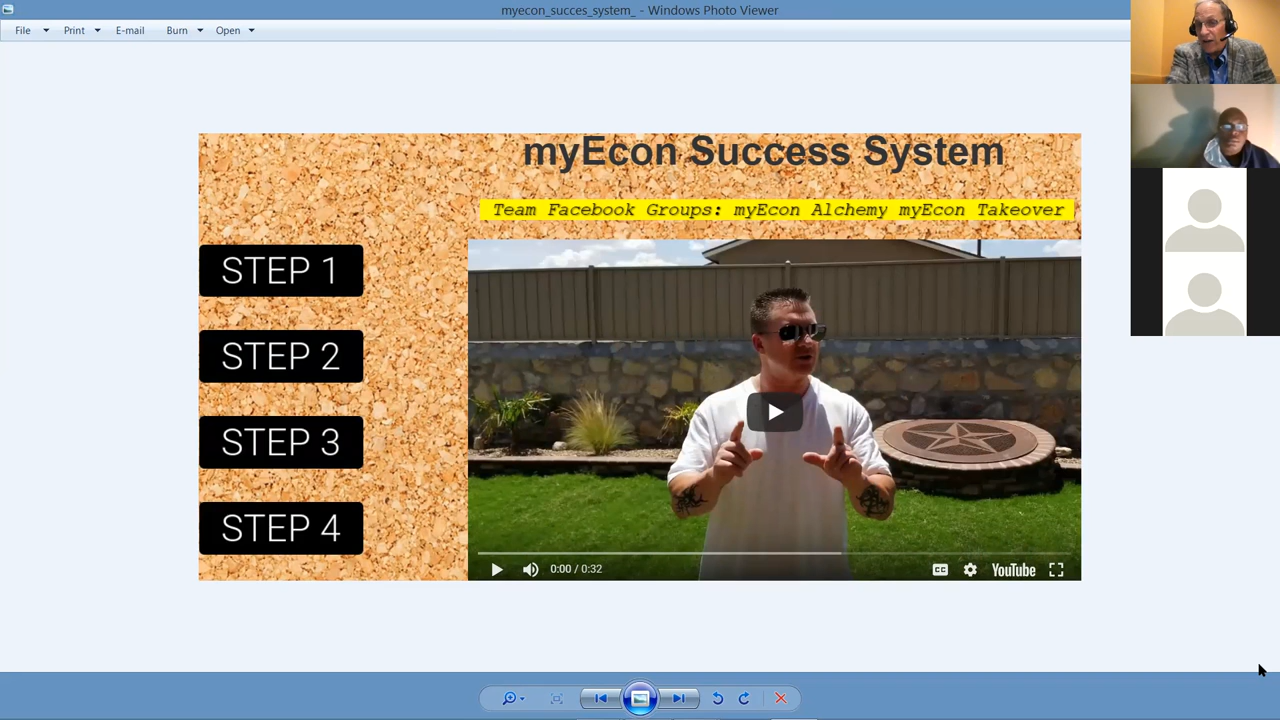 myecon_succes_system_ - Windows Photo Viewer
File Print E-mail Burn Open
myEcon Success System
Team Facebook Groups: myEcon Alchemy myEcon Takeover
STEP 1
STEP 2
STEP 3
STEP 4
0:00 / 0:32
CC
YouTube